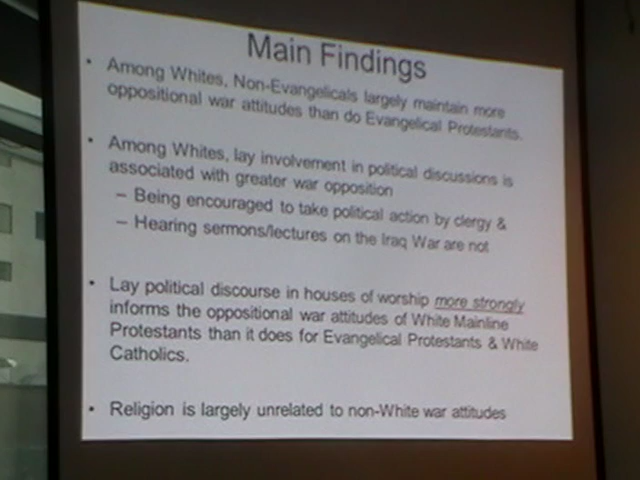 Main Findings
• Among Whites, Non-Evangelicals largely maintain more
oppositional war attitudes than do Evangelical Protestants.
• Among Whites, lay involvement in political discussions is
associated with greater war opposition
– Being encouraged to take political action by clergy &
– Hearing sermons/lectures on the Iraq War are not
• Lay political discourse in houses of worship more strongly
informs the oppositional war attitudes of White Mainline
Protestants than it does for Evangelical Protestants & White
Catholics.
• Religion is largely unrelated to non-White war attitudes